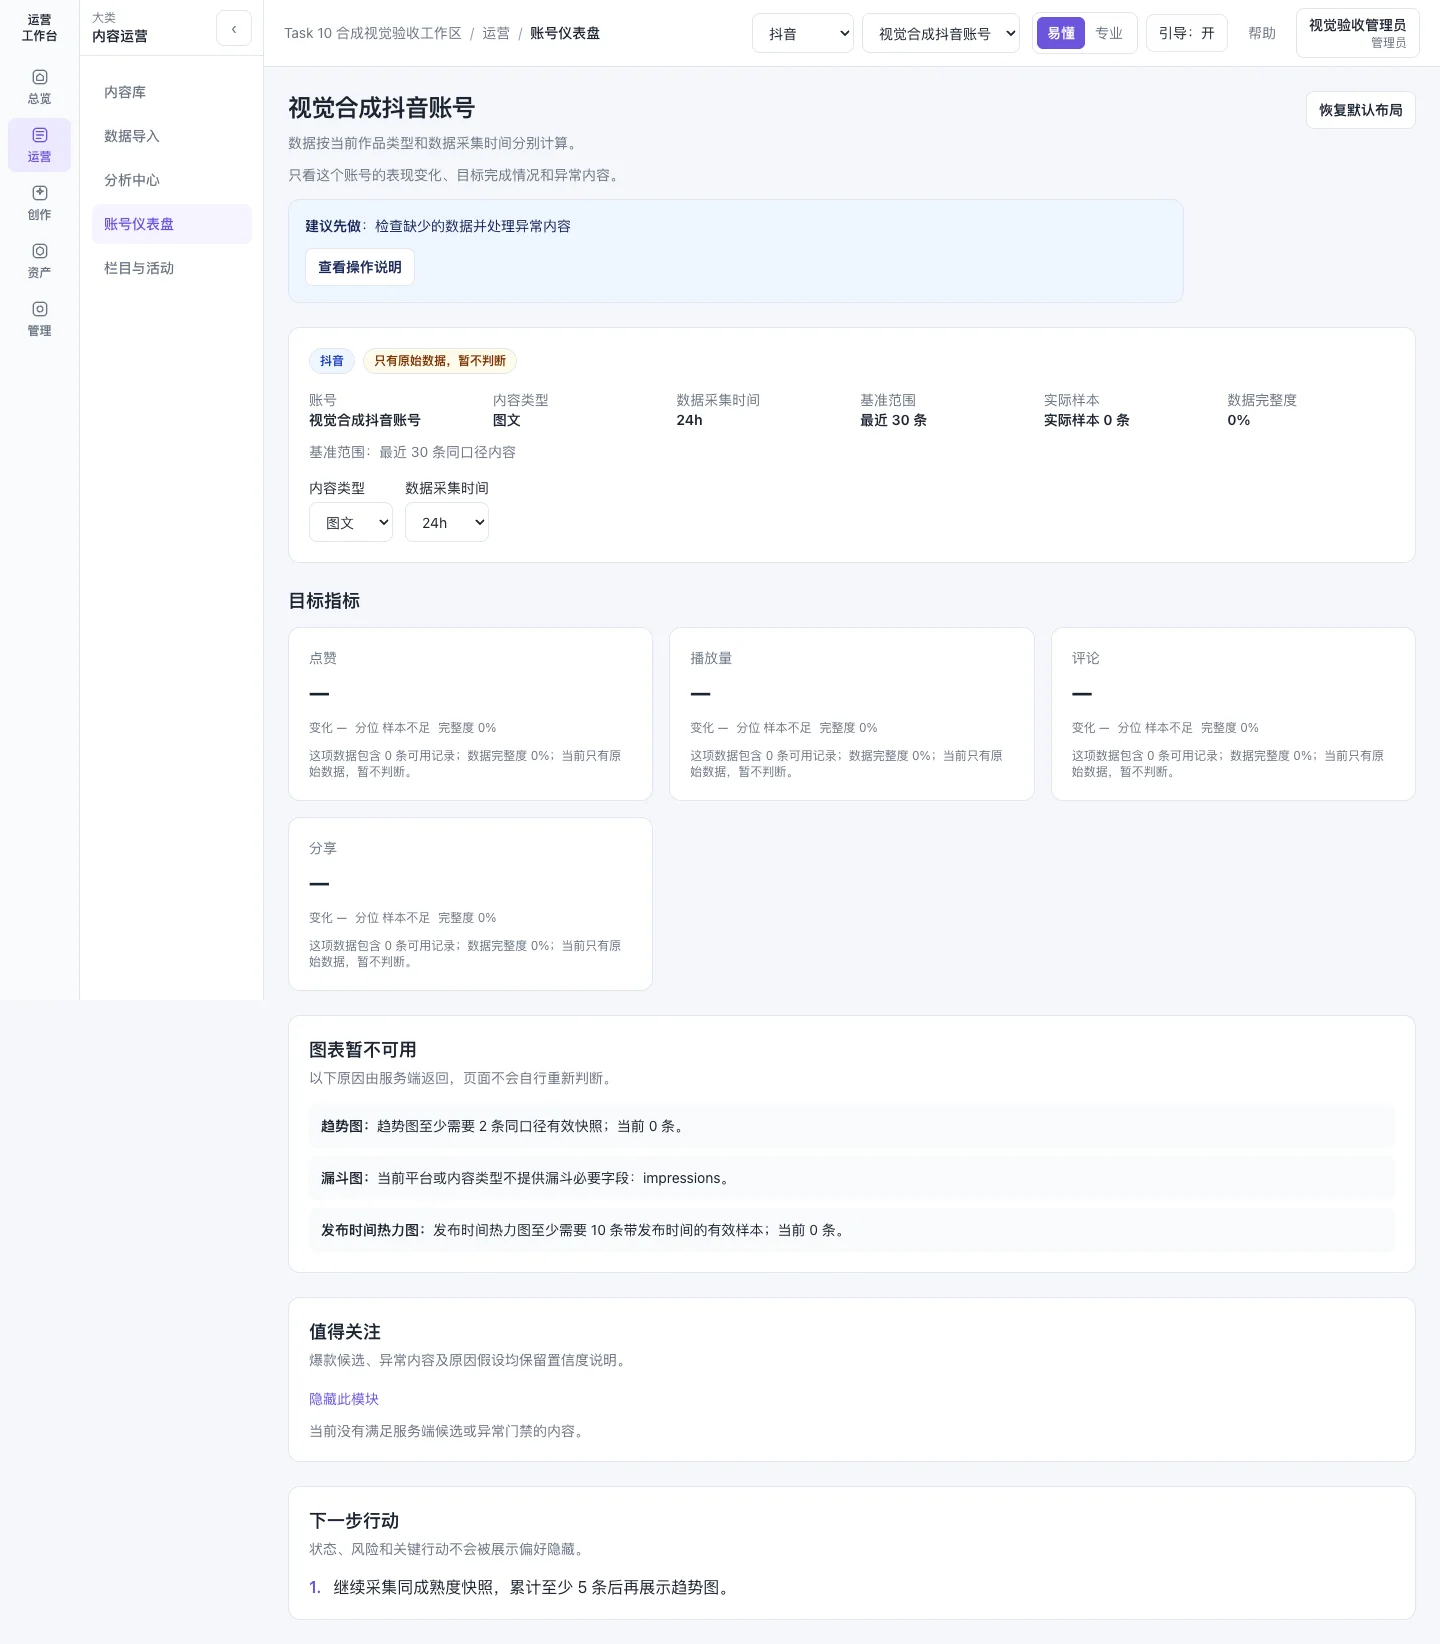 运营
工作台
总览
运营
创作
资产
管理
大类
内容运营
‹
内容库
数据导入
分析中心
账号仪表盘
栏目与活动
Task 10 合成视觉验收工作区 / 运营 / 账号仪表盘
抖音
视觉合成抖音账号
易懂
专业
引导：开
帮助
视觉验收管理员
管理员
视觉合成抖音账号
恢复默认布局
数据按当前作品类型和数据采集时间分别计算。
只看这个账号的表现变化、目标完成情况和异常内容。
建议先做：检查缺少的数据并处理异常内容
查看操作说明
抖音
只有原始数据，暂不判断
账号
视觉合成抖音账号
内容类型
图文
数据采集时间
24h
基准范围
最近 30 条
实际样本
实际样本 0 条
数据完整度
0%
基准范围：最近 30 条同口径内容
内容类型
图文
数据采集时间
24h
目标指标
点赞
—
变化 — 分位 样本不足 完整度 0%
这项数据包含 0 条可用记录；数据完整度 0%；当前只有原
始数据，暂不判断。
播放量
—
变化 — 分位 样本不足 完整度 0%
这项数据包含 0 条可用记录；数据完整度 0%；当前只有原
始数据，暂不判断。
评论
—
变化 — 分位 样本不足 完整度 0%
这项数据包含 0 条可用记录；数据完整度 0%；当前只有原
始数据，暂不判断。
分享
—
变化 — 分位 样本不足 完整度 0%
这项数据包含 0 条可用记录；数据完整度 0%；当前只有原
始数据，暂不判断。
图表暂不可用
以下原因由服务端返回，页面不会自行重新判断。
趋势图：趋势图至少需要 2 条同口径有效快照；当前 0 条。
漏斗图：当前平台或内容类型不提供漏斗必要字段：impressions。
发布时间热力图：发布时间热力图至少需要 10 条带发布时间的有效样本；当前 0 条。
值得关注
爆款候选、异常内容及原因假设均保留置信度说明。
隐藏此模块
当前没有满足服务端候选或异常门禁的内容。
下一步行动
状态、风险和关键行动不会被展示偏好隐藏。
1. 继续采集同成熟度快照，累计至少 5 条后再展示趋势图。